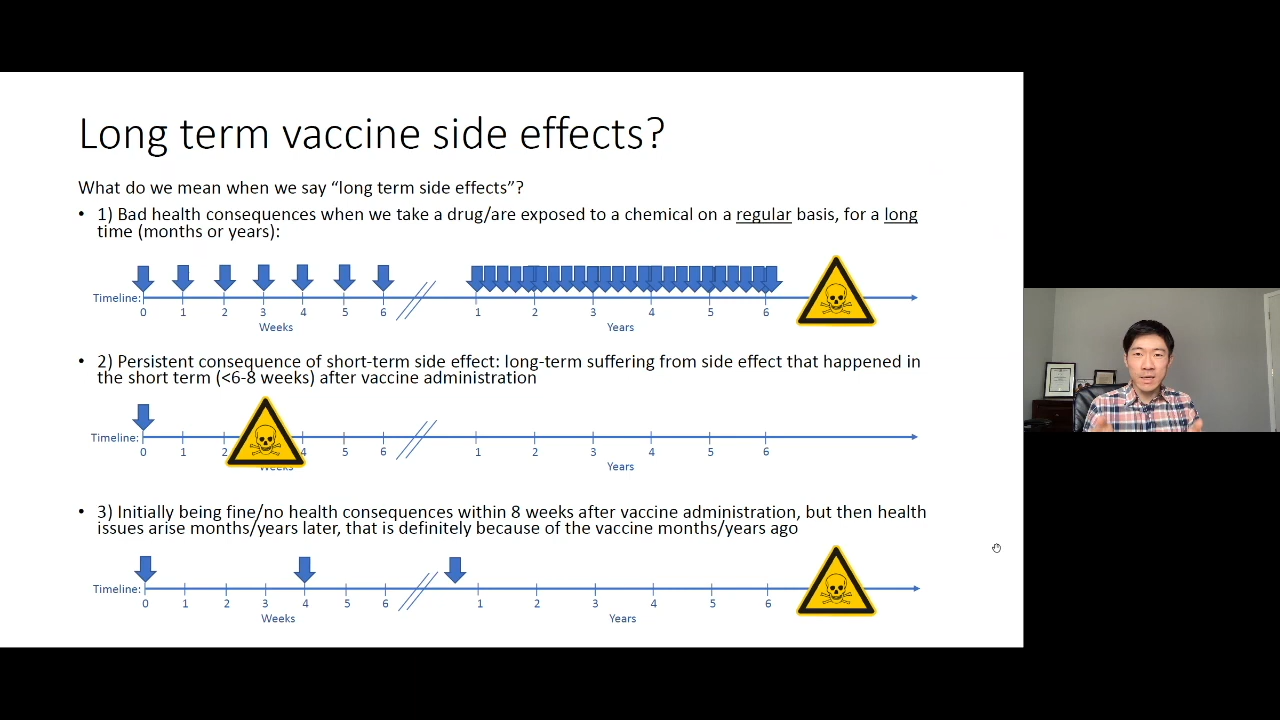 Long term vaccine side effects?
What do we mean when we say “long term side effects”?
• 1) Bad health consequences when we take a drug/are exposed to a chemical on a regular basis, for a long
time (months or years):
Timeline:
0 1 2 3 4 5 6 1 2 3 4 5 6
Weeks Years
• 2) Persistent consequence of short-term side effect: long-term suffering from side effect that happened in
the short term (<6-8 weeks) after vaccine administration
Timeline:
0 1 2 4 5 6 1 2 3 4 5 6
Weeks Years
• 3) Initially being fine/no health consequences within 8 weeks after vaccine administration, but then health
issues arise months/years later, that is definitely because of the vaccine months/years ago
Timeline:
0 1 2 3 4 5 6 1 2 3 4 5 6
Weeks Years